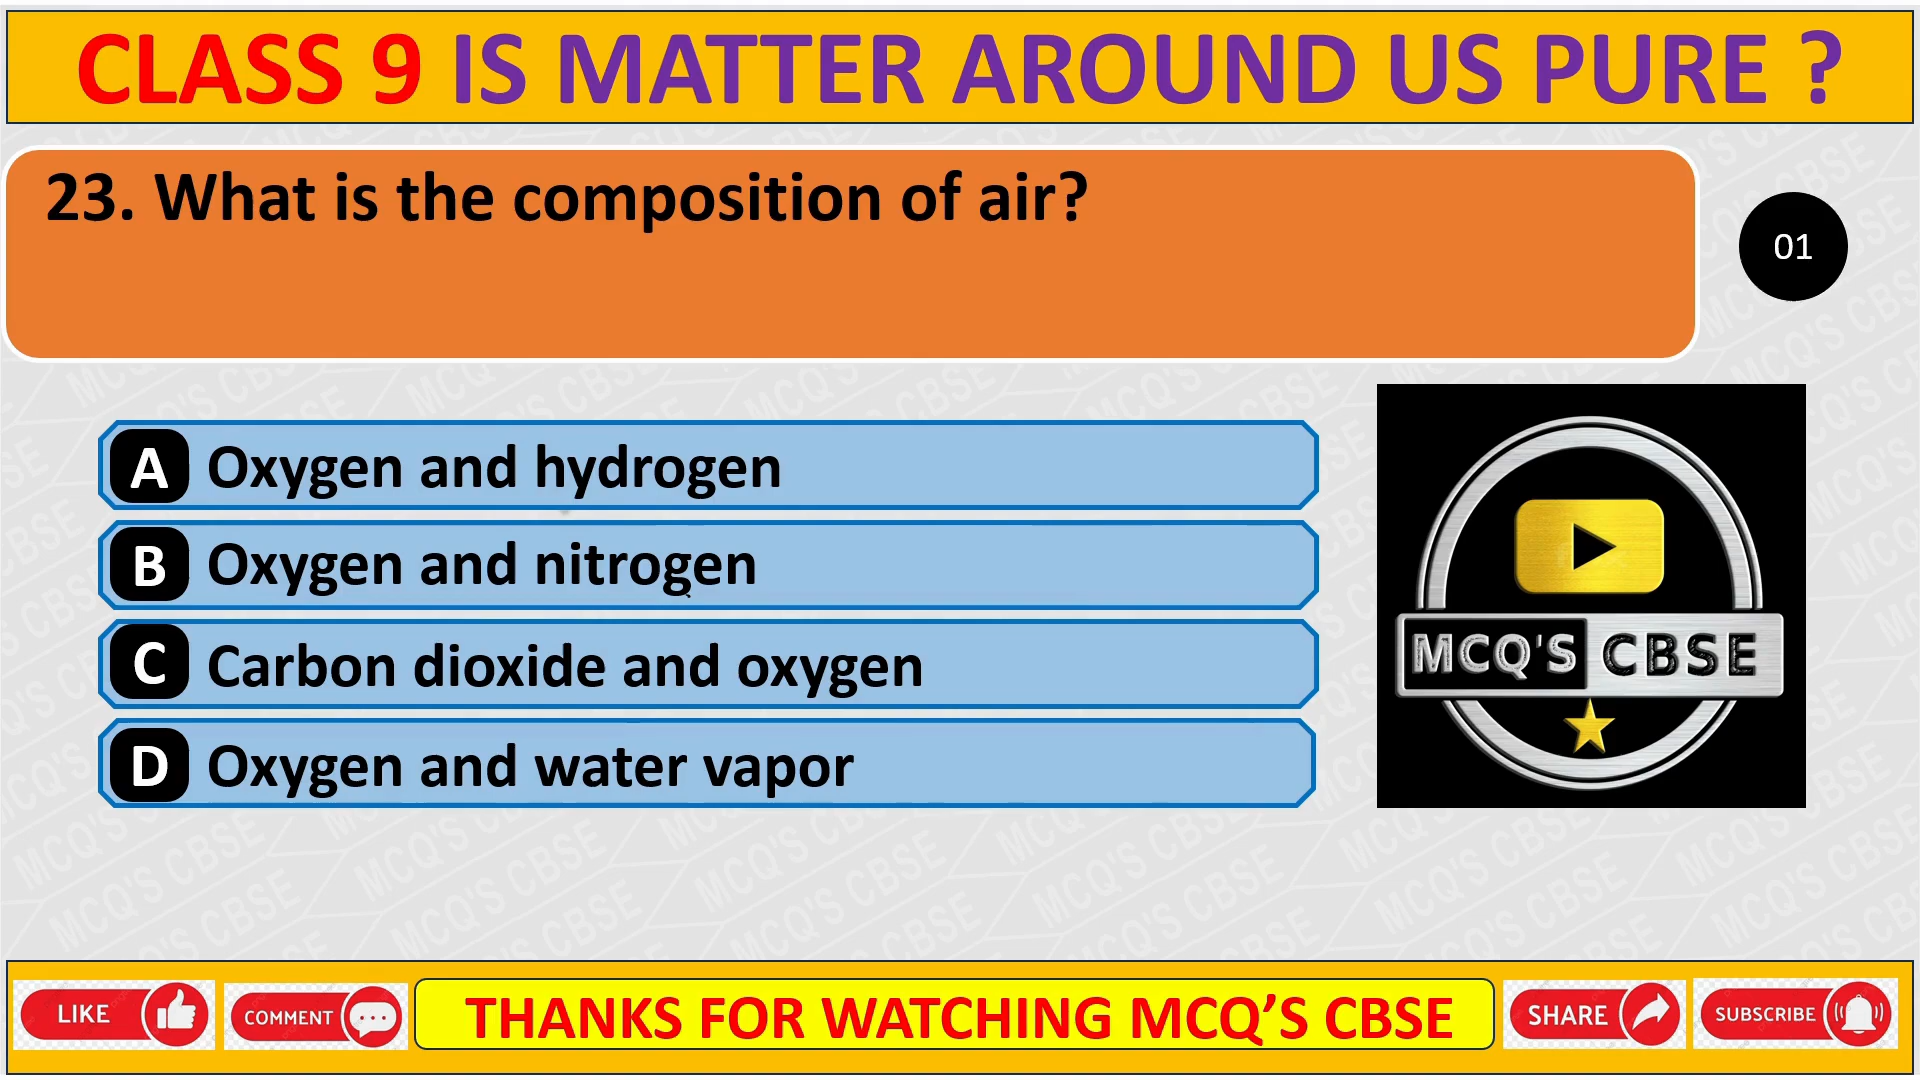 CLASS 9 IS MATTER AROUND US PURE ?
23. What is the composition of air?
01
A Oxygen and hydrogen
B Oxygen and nitrogen
C Carbon dioxide and oxygen
D Oxygen and water vapor
MCQ'S CBSE
LIKE
COMMENT
THANKS FOR WATCHING MCQ’S CBSE
SHARE
SUBSCRIBE